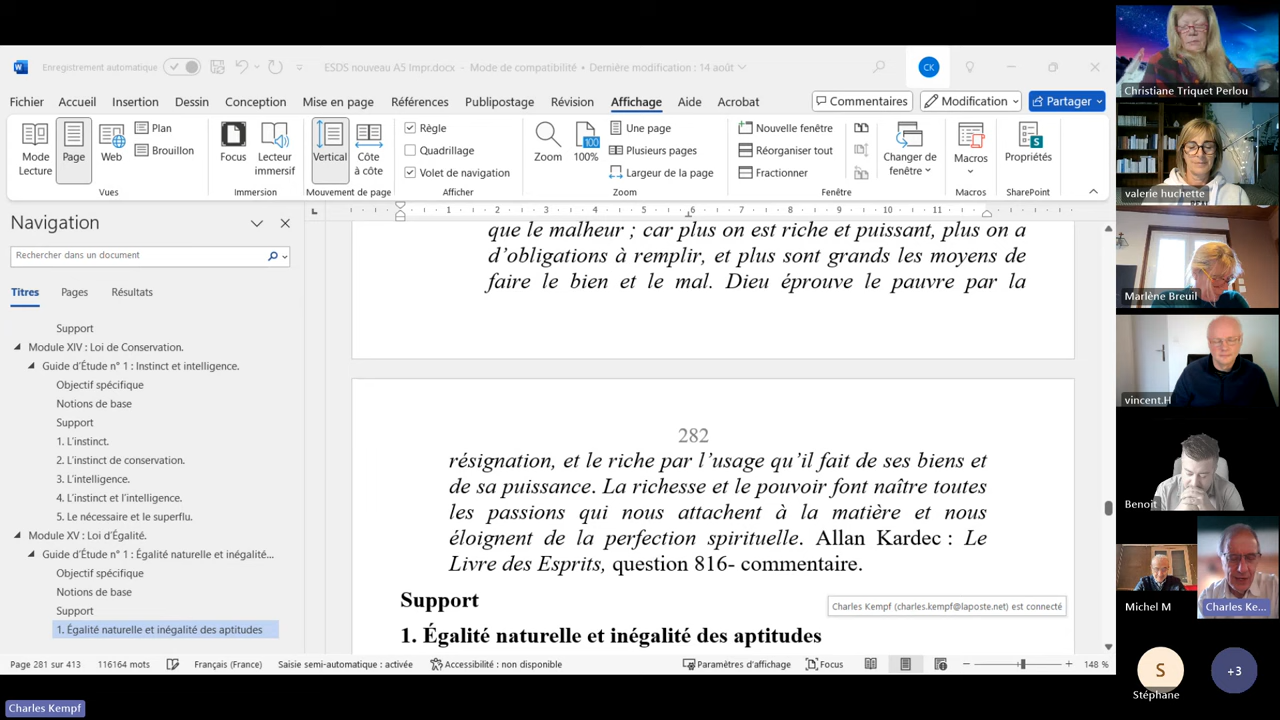 Enregistrement automatique
ESDS nouveau A5 Impr.docx - Mode de compatibilité • Dernière modification : 14 août
CK
Fichier Accueil Insertion Dessin Conception Mise en page Références Publipostage Révision Affichage Aide Acrobat
Commentaires Modification Partager
Mode Lecture
Page
Web
Plan
Brouillon
Vues
Focus
Lecteur immersif
Immersion
Vertical
Côte à côte
Mouvement de page
Règle
Quadrillage
Volet de navigation
Afficher
Zoom
100
100%
Une page
Plusieurs pages
Largeur de la page
Zoom
Nouvelle fenêtre
Réorganiser tout
Fractionner
Changer de fenêtre
Fenêtre
Macros
Macros
Propriétés
SharePoint
Navigation
Rechercher dans un document
Titres Pages Résultats
Support
Module XIV : Loi de Conservation.
Guide d'Étude n° 1 : Instinct et intelligence.
Objectif spécifique
Notions de base
Support
1. L'instinct.
2. L'instinct de conservation.
3. L'intelligence.
4. L'instinct et l'intelligence.
5. Le nécessaire et le superflu.
Module XV : Loi d'Égalité.
Guide d'Étude n° 1 : Égalité naturelle et inégalité...
Objectif spécifique
Notions de base
Support
1. Égalité naturelle et inégalité des aptitudes
1 2 3 4 5 6 7 8 9 10 11
que le malheur ; car plus on est riche et puissant, plus on a
d'obligations à remplir, et plus sont grands les moyens de
faire le bien et le mal. Dieu éprouve le pauvre par la
282
résignation, et le riche par l'usage qu'il fait de ses biens et
de sa puissance. La richesse et le pouvoir font naître toutes
les passions qui nous attachent à la matière et nous
éloignent de la perfection spirituelle. Allan Kardec : Le
Livre des Esprits, question 816- commentaire.
Support
Charles Kempf (charles.kempf@laposte.net) est connecté
1. Égalité naturelle et inégalité des aptitudes
Page 281 sur 413 116164 mots Français (France) Saisie semi-automatique : activée Accessibilité : non disponible Paramètres d'affichage Focus 148 %
Charles Kempf
Christiane Triquet Perlou
valerie huchette
Marlène Breuil
vincent.H
Benoit
Michel M
Charles Ke...
S
Stéphane
+3